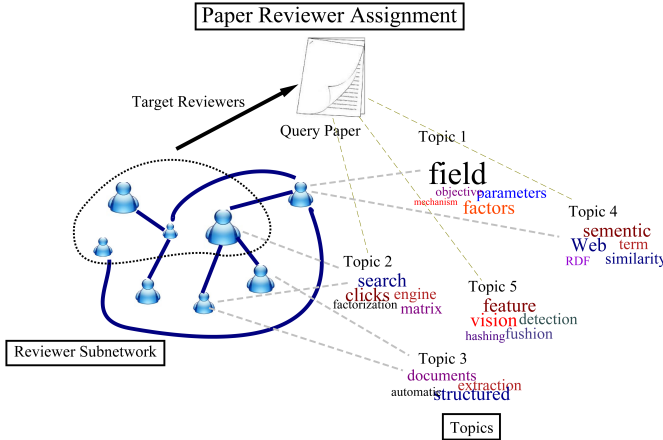 Paper Reviewer Assignment
Target Reviewers
Query Paper
Topic 1
field
objective parameters
mechanism factors
Topic 4
sementic
Web term
RDF similarity
Topic 2
search
clicks engine
factorization matrix
Topic 5
feature
vision detection
hashing fushion
Reviewer Subnetwork
Topic 3
documents
automatic extraction
structured
Topics